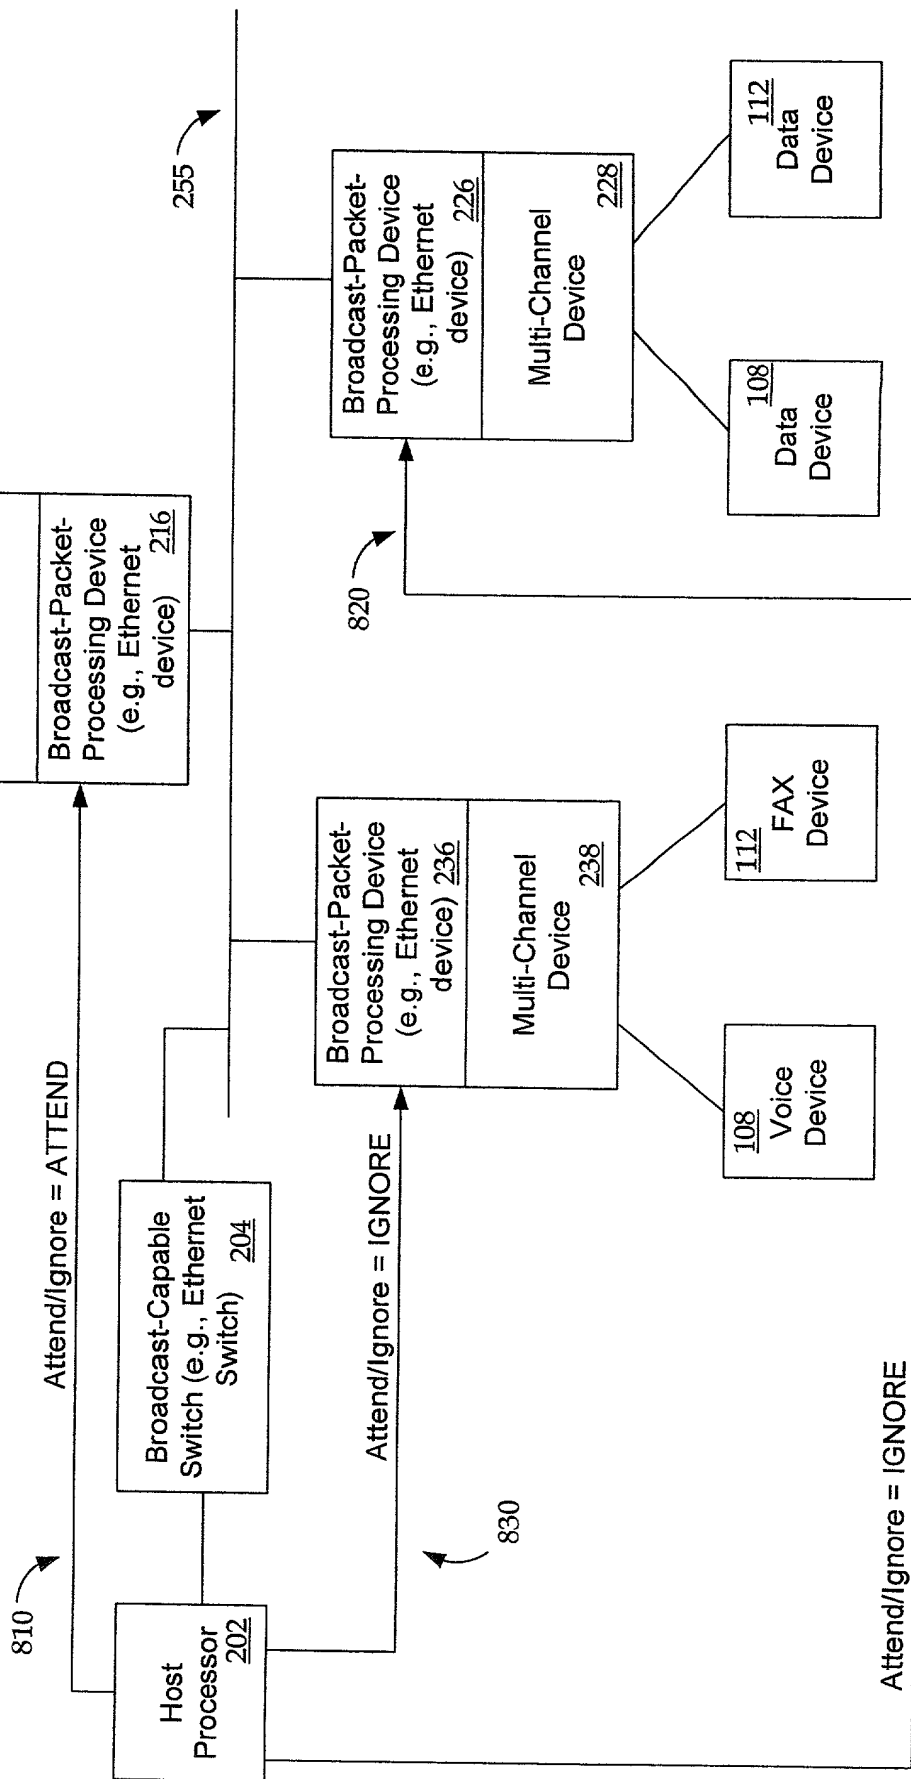 810
Attend/Ignore = ATTEND
Host
Processor
202
Broadcast-Capable
Switch (e.g., Ethernet
Switch) 204
Broadcast-Packet-
Processing Device
(e.g., Ethernet
device) 216
255
830
Attend/Ignore = IGNORE
Broadcast-Packet-
Processing Device
(e.g., Ethernet
device) 236
Multi-Channel
Device 238
108
Voice
Device
112
FAX
Device
820
Broadcast-Packet-
Processing Device
(e.g., Ethernet
device) 226
Multi-Channel
Device 228
108
Data
Device
112
Data
Device
Attend/Ignore = IGNORE